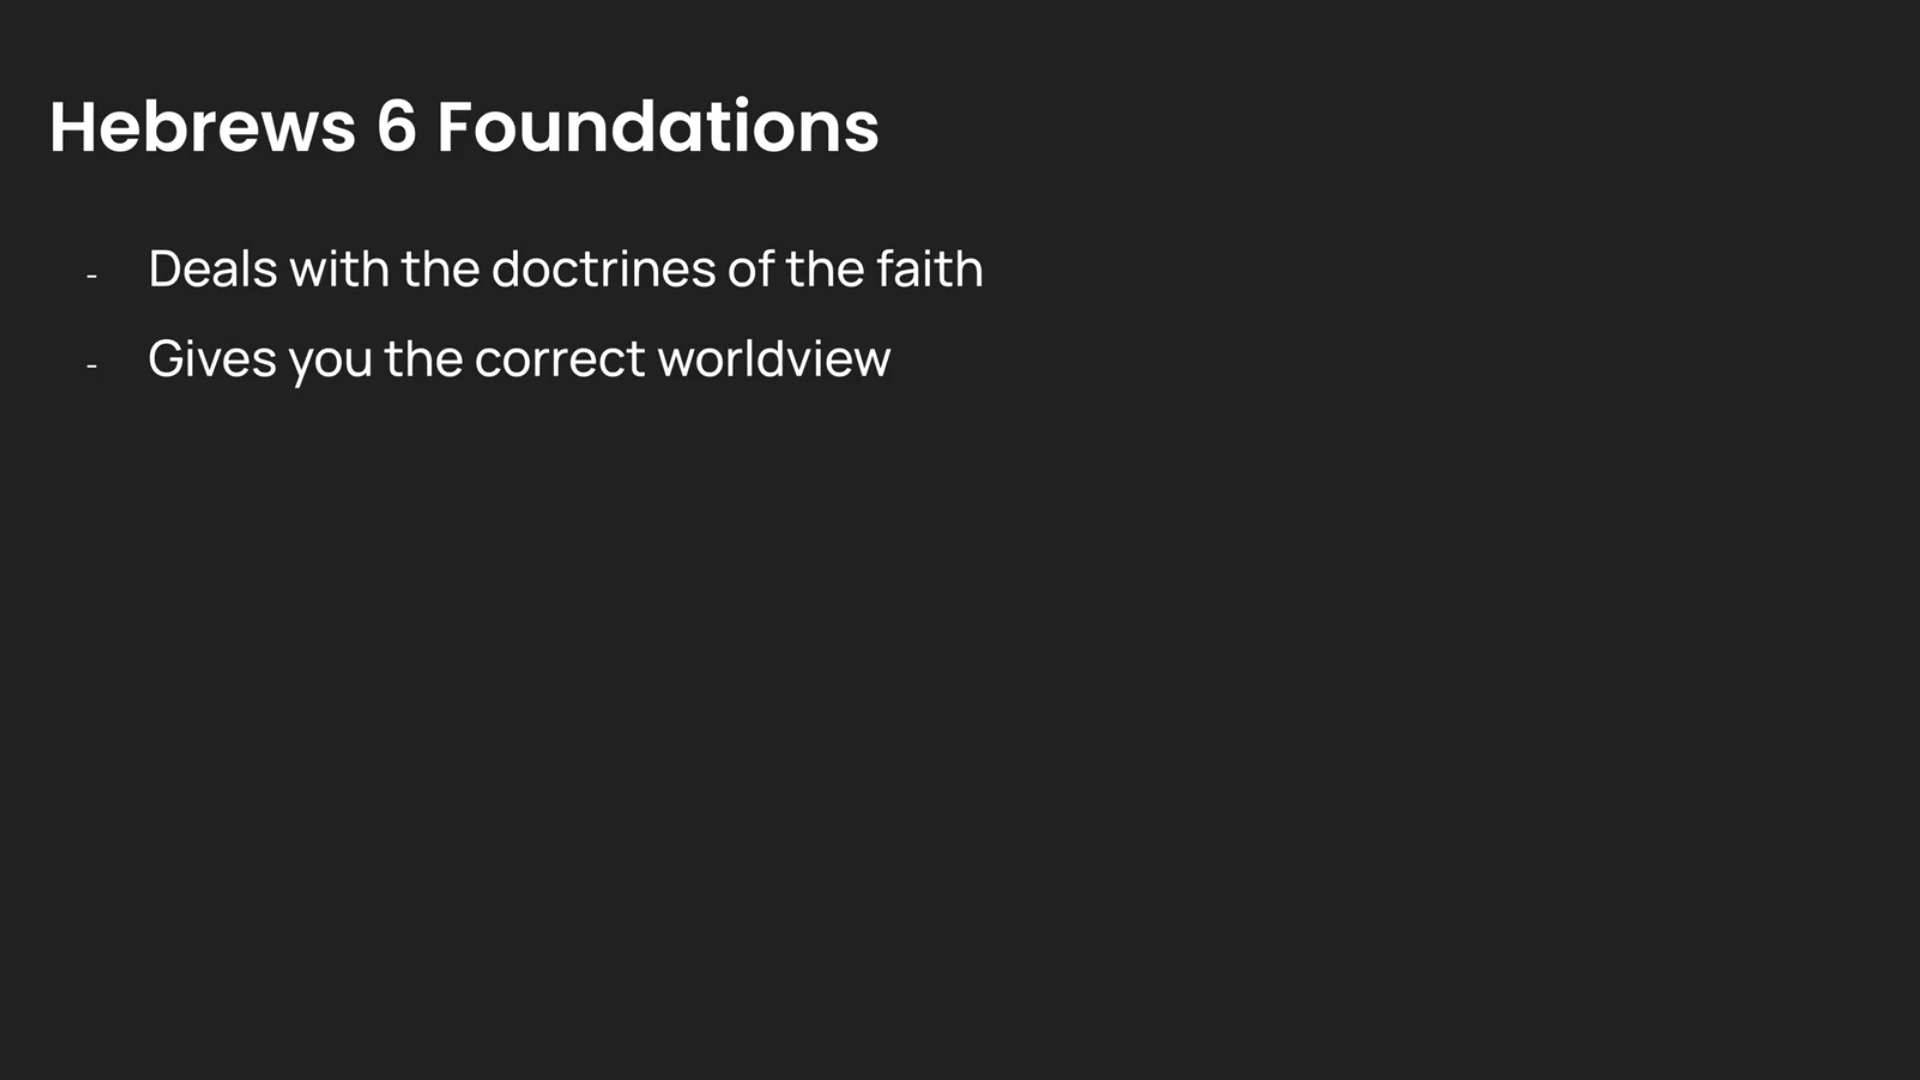 Hebrews 6 Foundations
- Deals with the doctrines of the faith
- Gives you the correct worldview